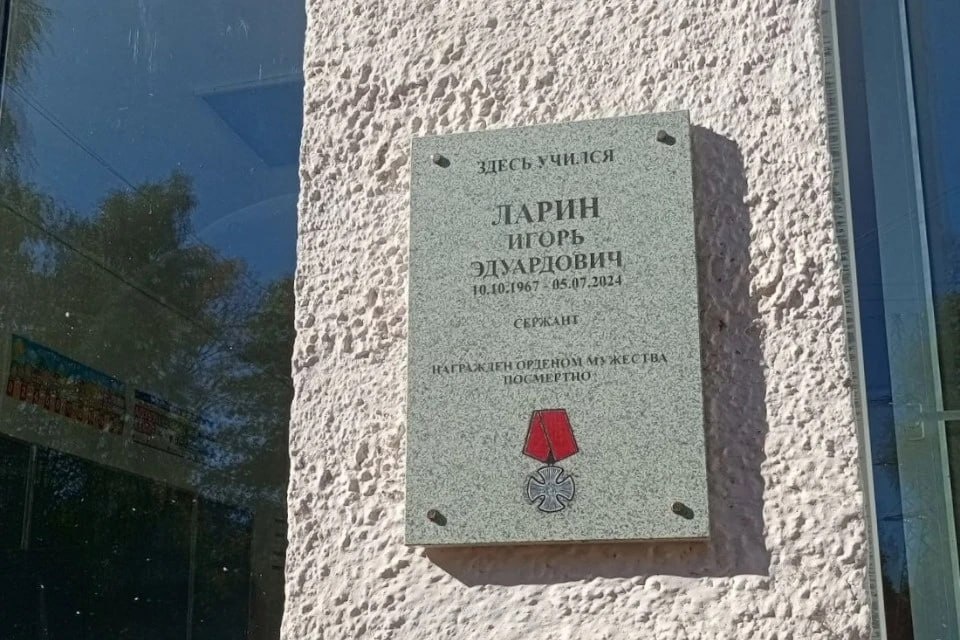 ЗДЕСЬ УЧИЛСЯ
ЛАРИН
ИГОРЬ
ЭДУАРДОВИЧ
10.10.1967 - 05.07.2024
СЕРЖАНТ
НАГРАЖДЕН ОРДЕНОМ МУЖЕСТВА
ПОСМЕРТНО